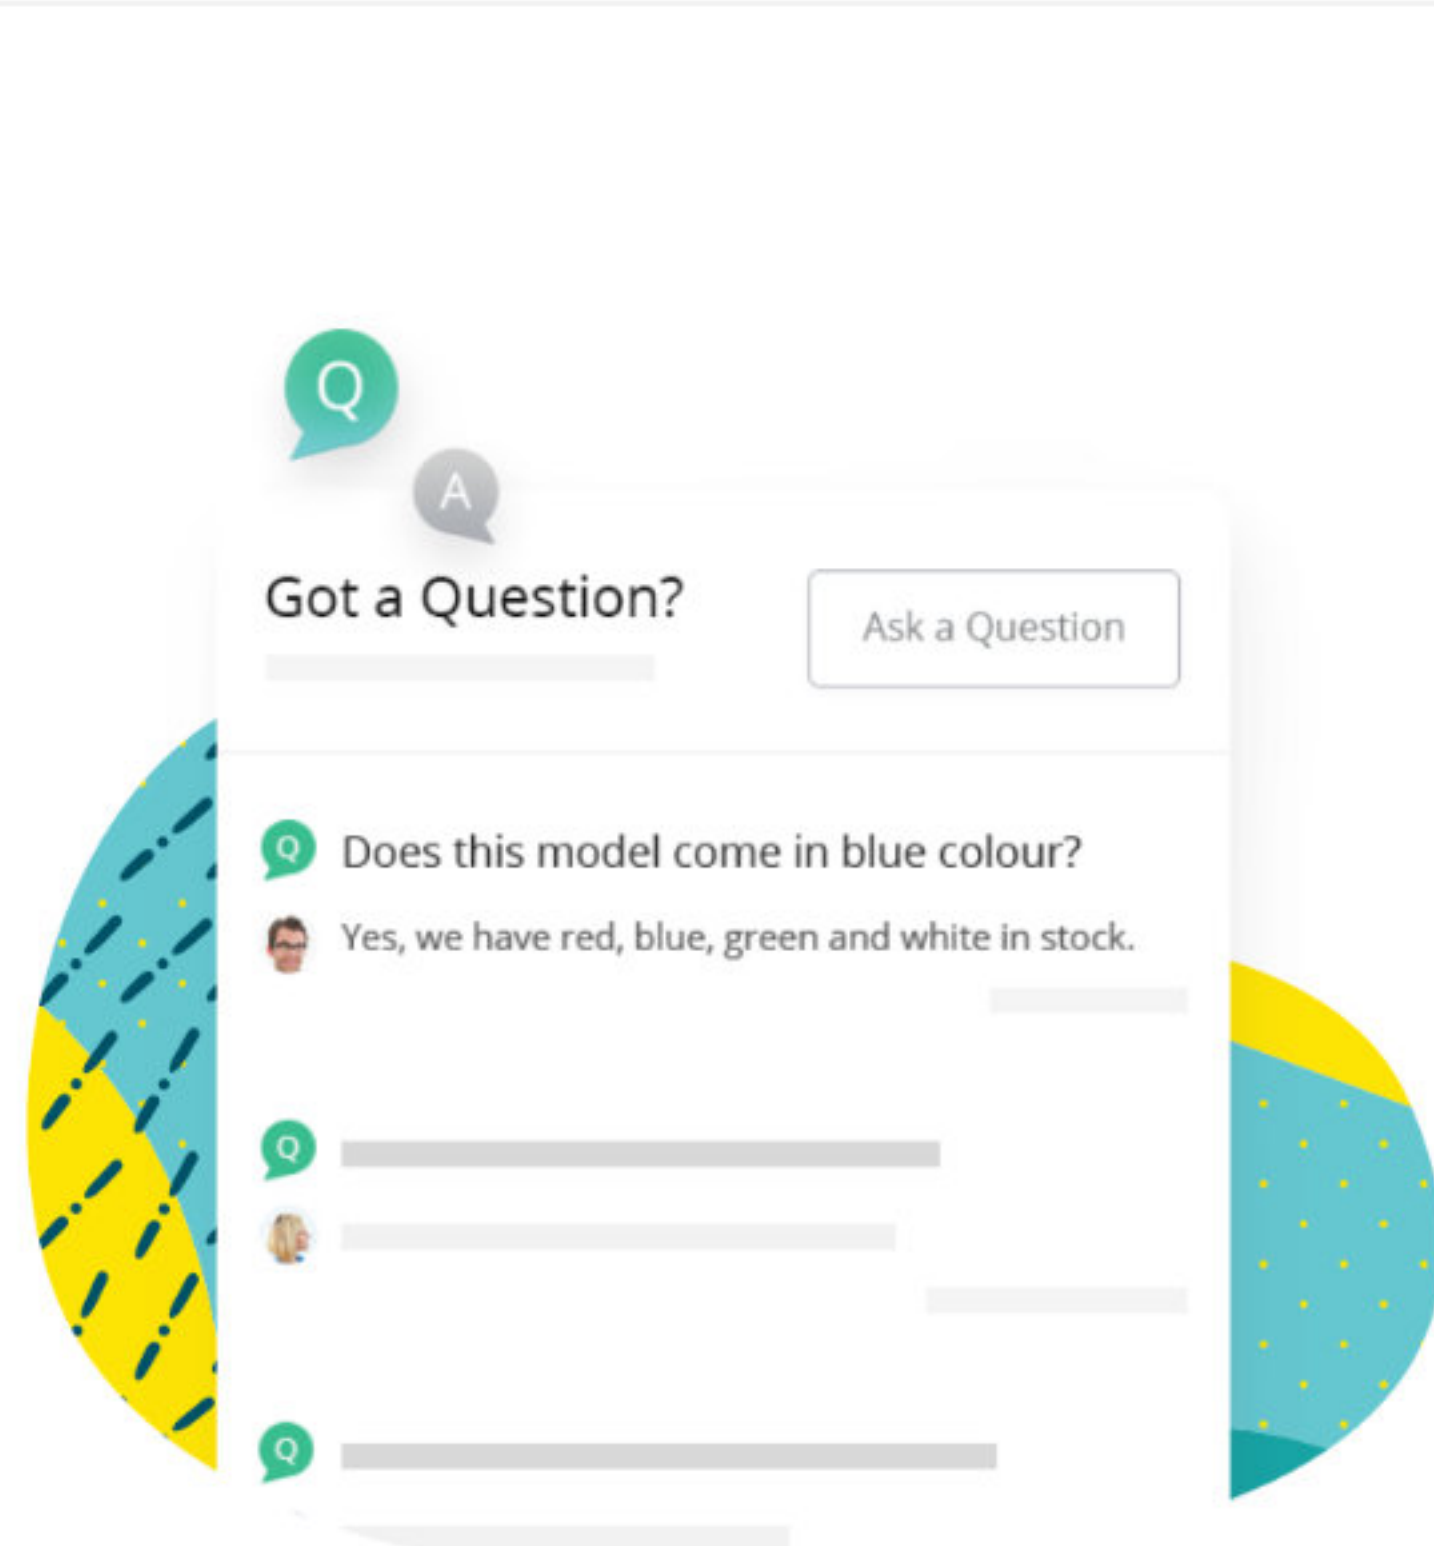 Q
A
Got a Question?
Ask a Question
Q Does this model come in blue colour?
Yes, we have red, blue, green and white in stock.
Q
Q